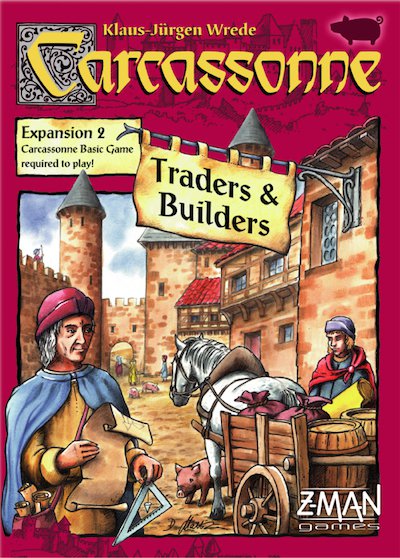 Klaus-Jürgen Wrede
Carcassonne
Expansion 2
Carcassonne Basic Game
required to play!
Traders &
Builders
Z-MAN
games